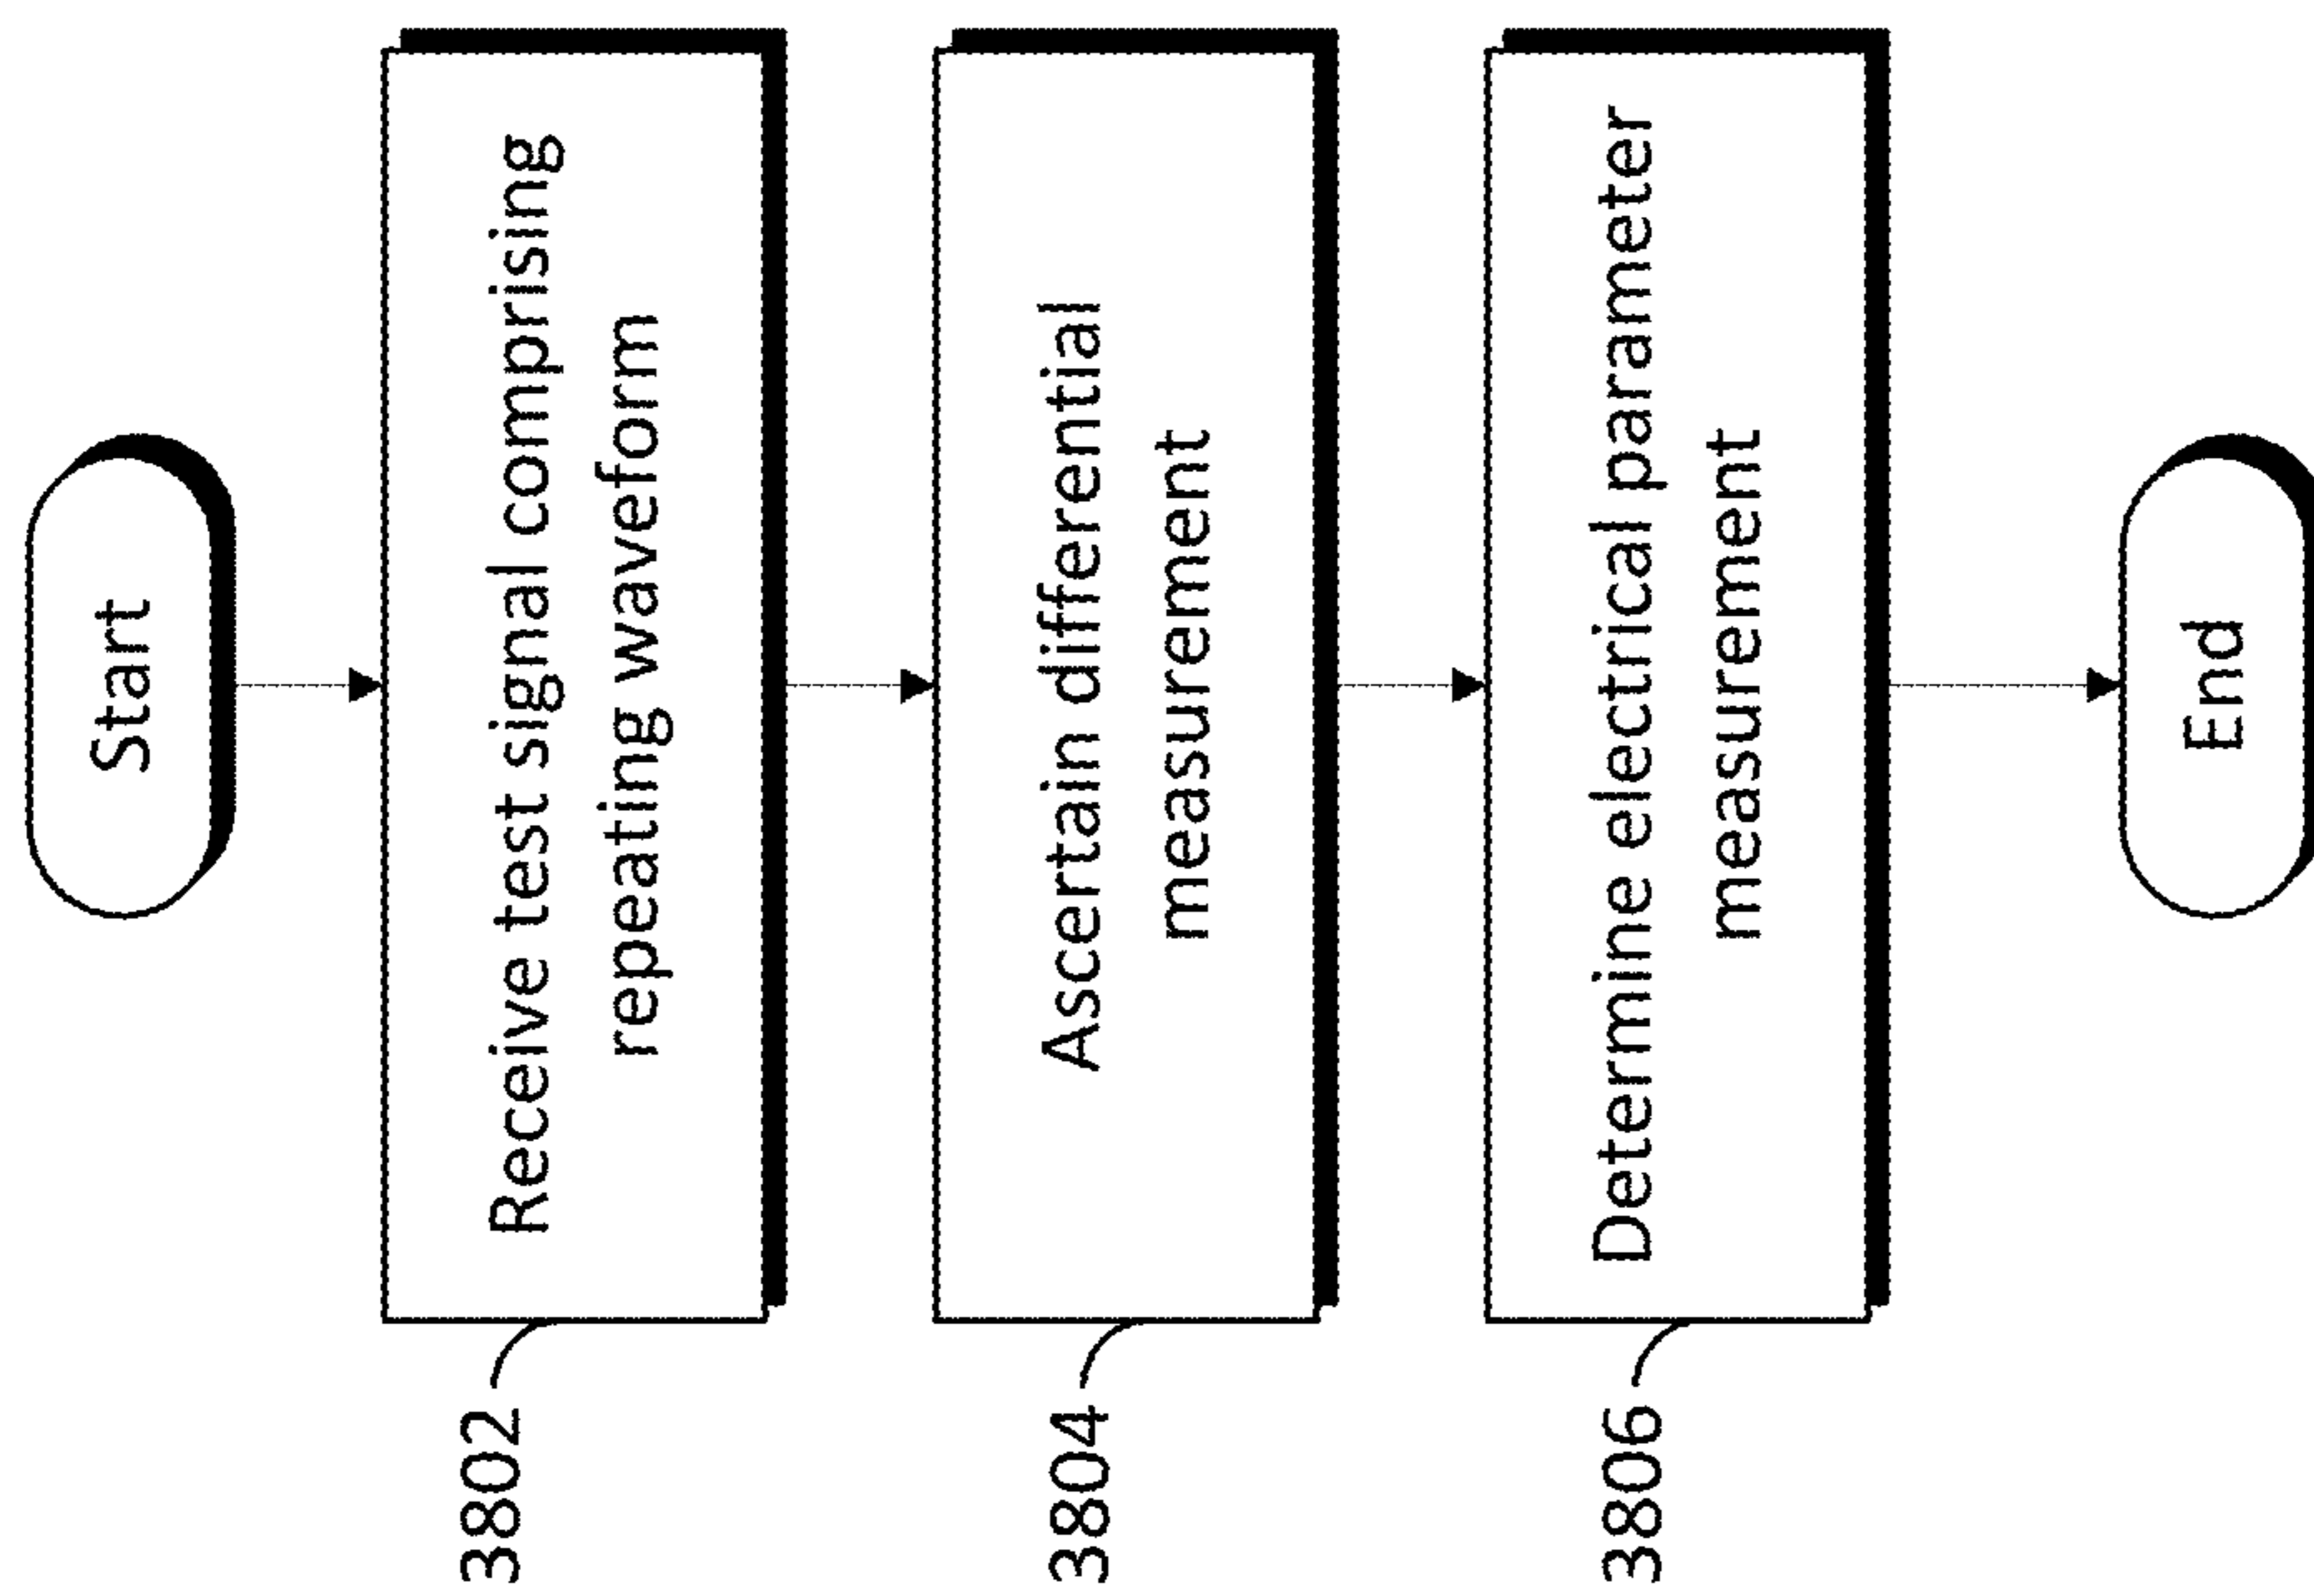 Start
3802
Receive test signal comprising
repeating waveform
3804
Ascertain differential
measurement
3806
Determine electrical parameter
measurement
End